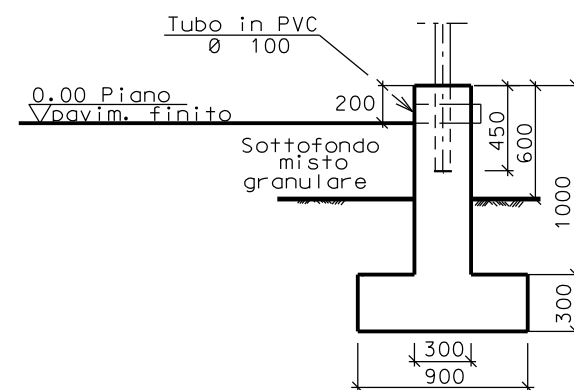 Tubo in PVC
Ø 100
0.00 Piano
pavim. finito
200
Sottofondo
misto
granulare
450
600
1000
300
300
900